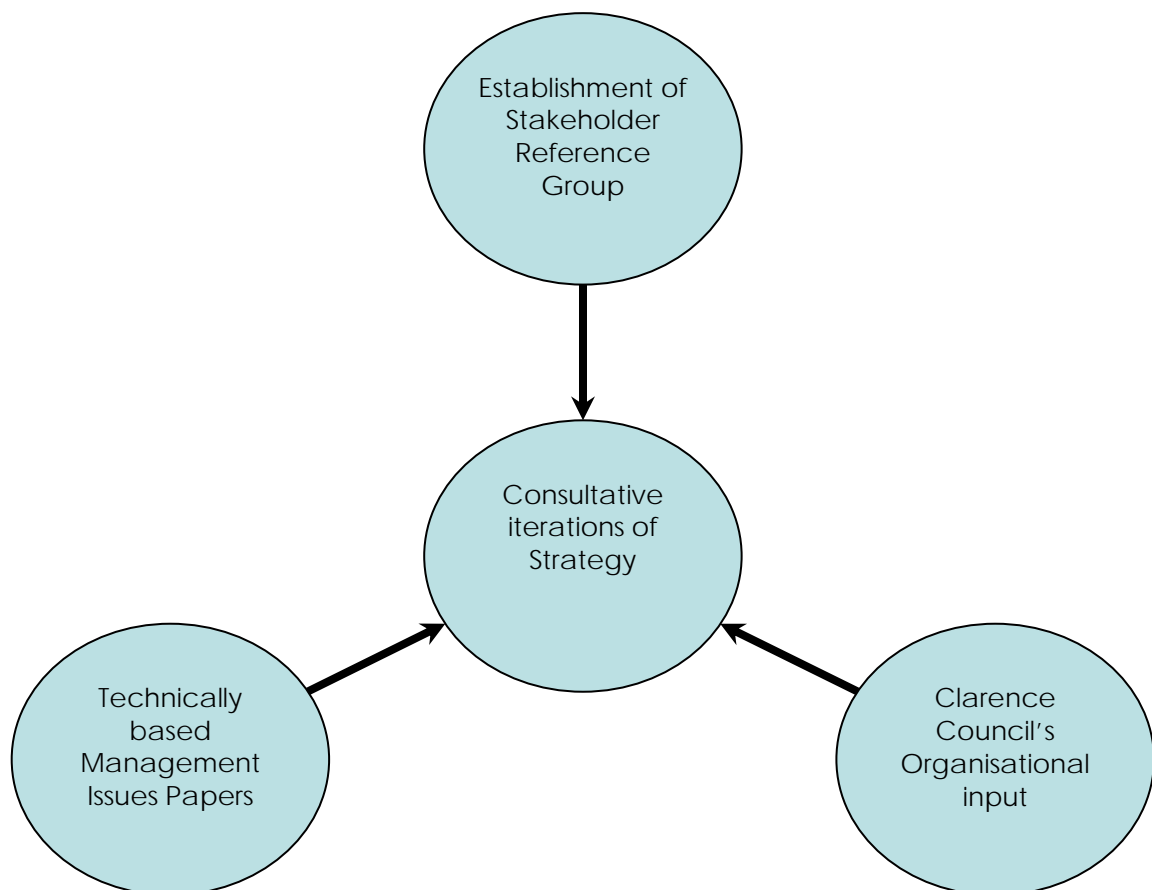 Establishment of
Stakeholder
Reference
Group
Consultative
iterations of
Strategy
Technically
based
Management
Issues Papers
Clarence
Council’s
Organisational
input